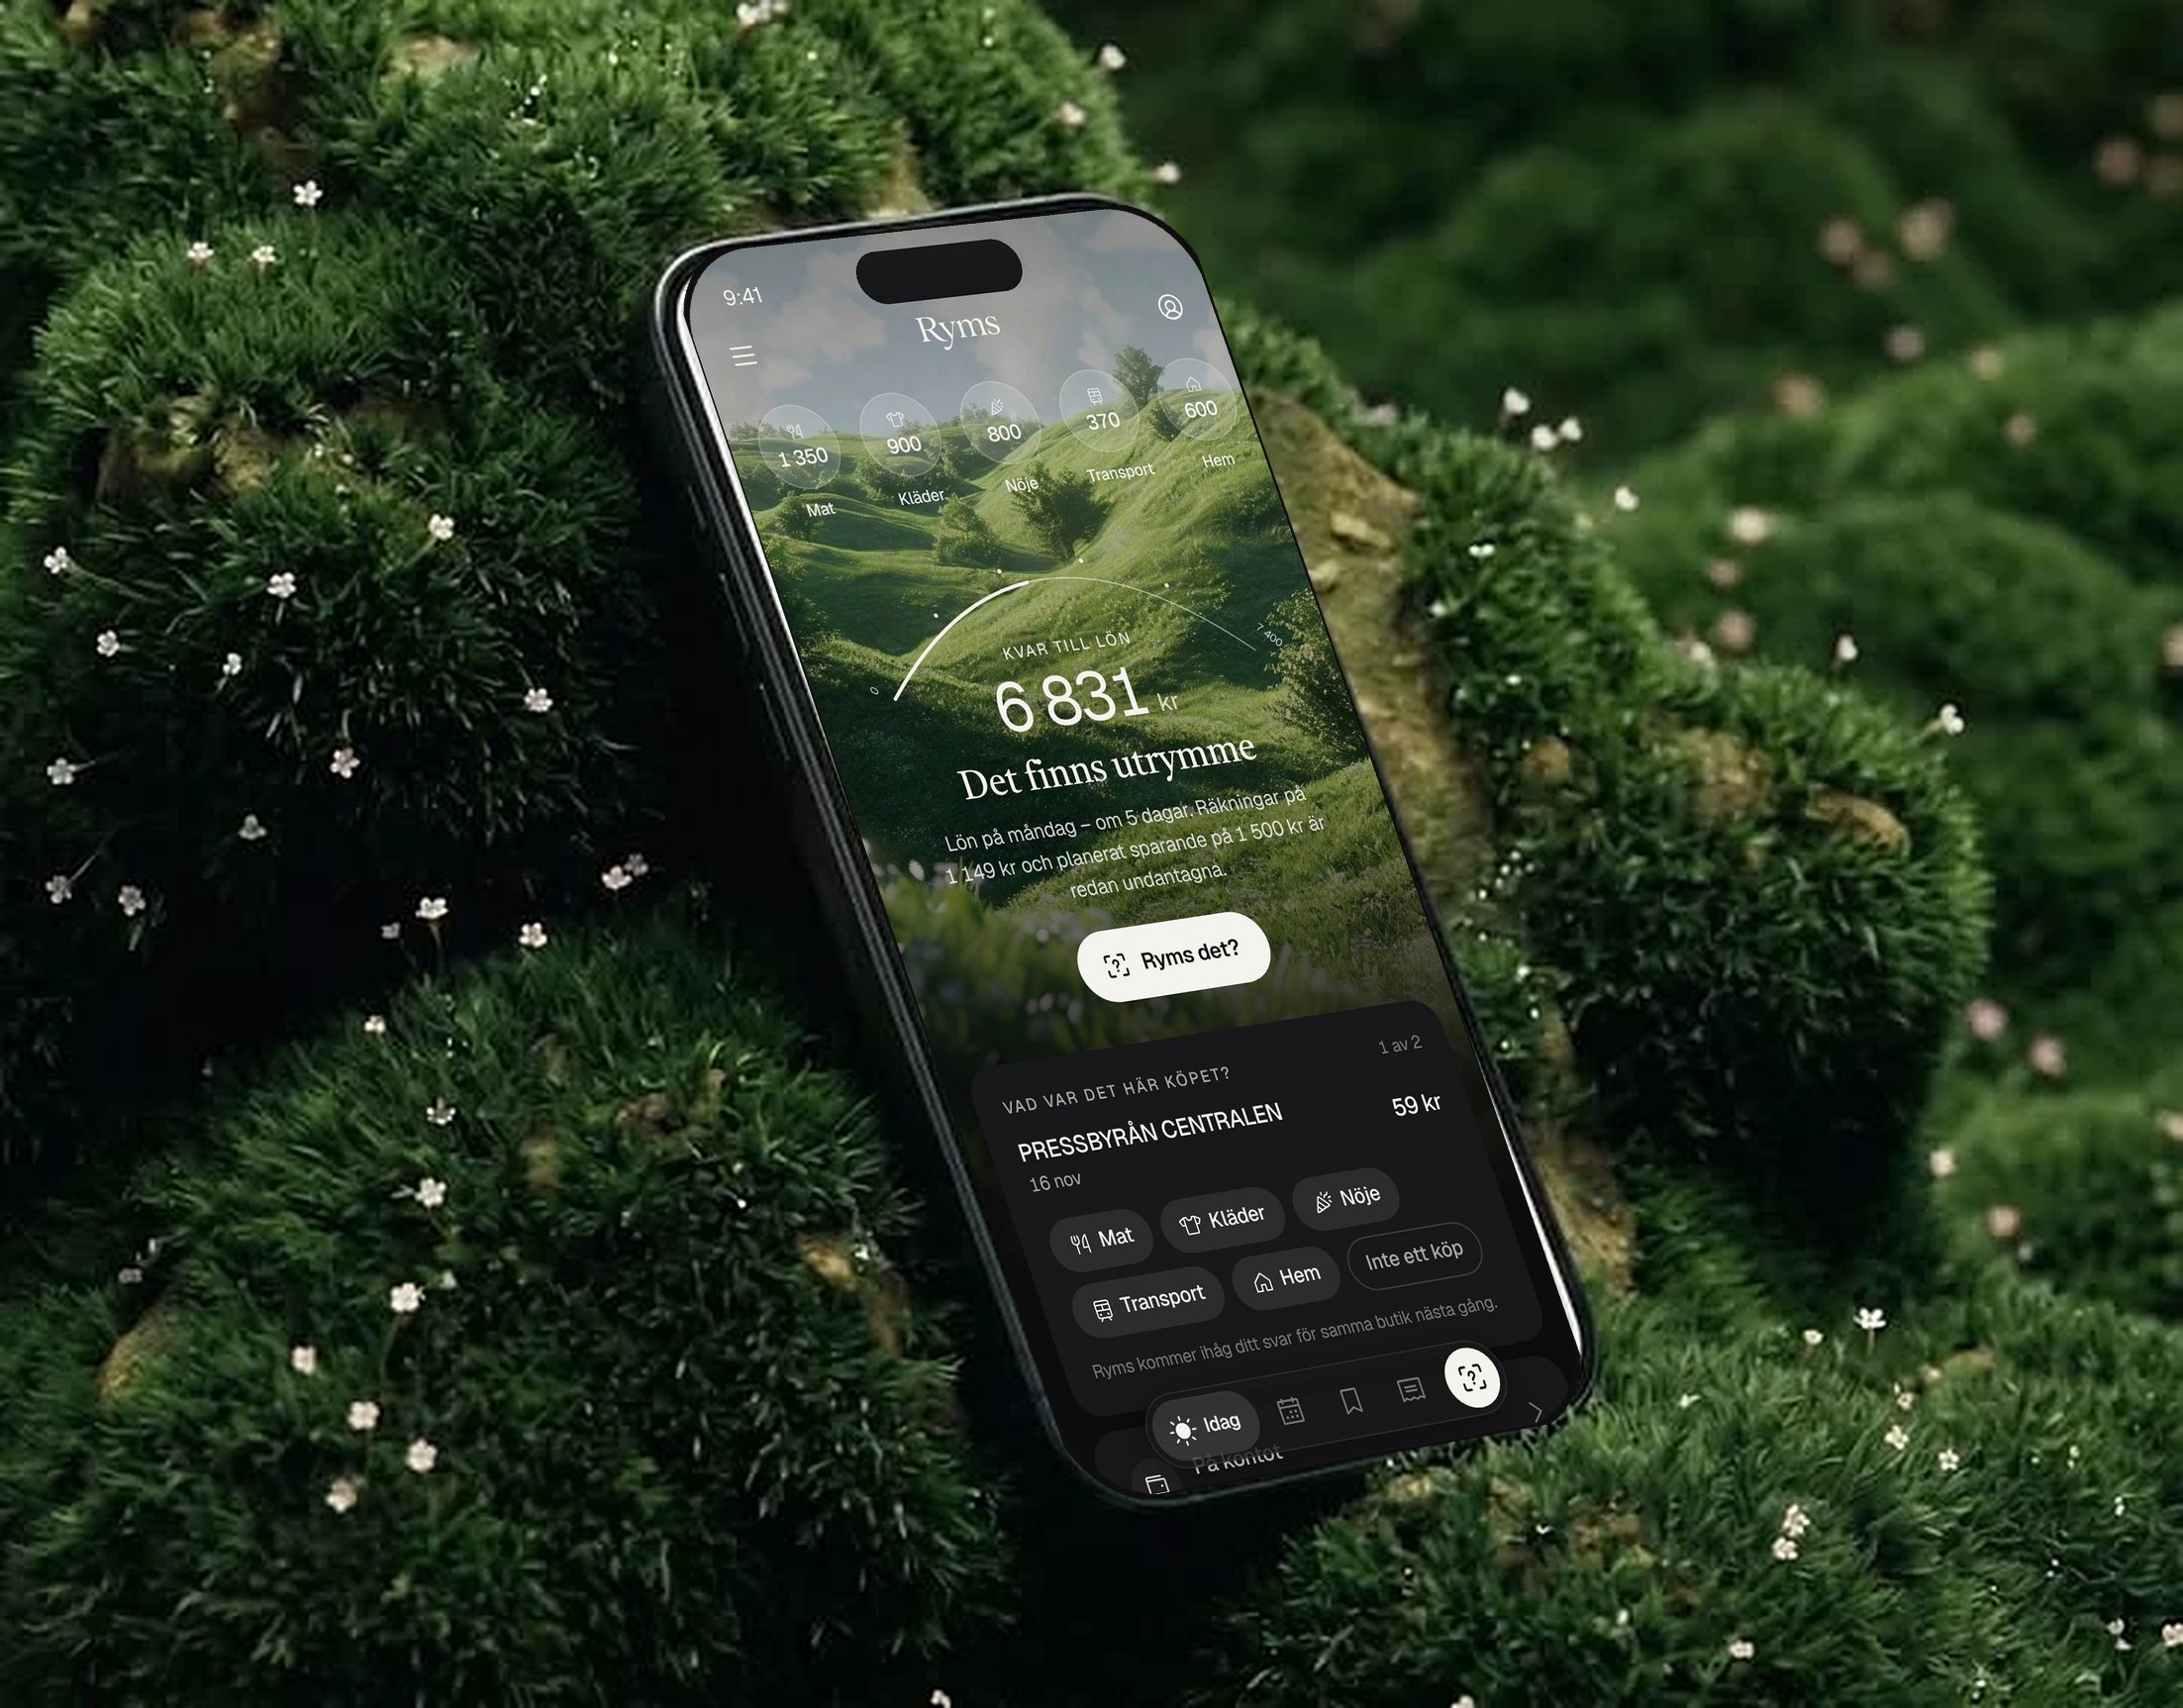 9:41
Ryms
1 350
900
800
370
600
Mat
Kläder
Nöje
Transport
Hem
0
7 400
KVAR TILL LÖN
6 831 kr
Det finns utrymme
Lön på måndag – om 5 dagar. Räkningar på
1 149 kr och planerat sparande på 1 500 kr är
redan undantagna.
Ryms det?
VAD VAR DET HÄR KÖPET?
1 av 2
PRESSBYRÅN CENTRALEN
59 kr
16 nov
Mat
Kläder
Nöje
Transport
Hem
Inte ett köp
Ryms kommer ihåg ditt svar för samma butik nästa gång.
Idag
På kontot